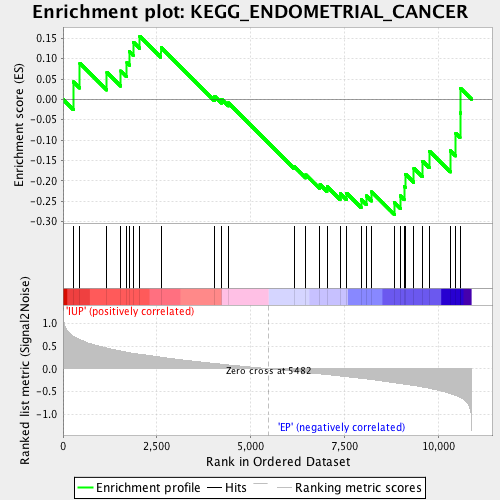 Enrichment plot: KEGG_ENDOMETRIAL_CANCER
Enrichment score (ES)
0.15
0.10
0.05
0.00
-0.05
-0.10
-0.15
-0.20
-0.25
-0.30
'IUP' (positively correlated)
Ranked list metric (Signal2Noise)
1.0
0.5
0.0
-0.5
-1.0
Zero cross at 5482
'EP' (negatively correlated)
0
2,500
5,000
7,500
10,000
Rank in Ordered Dataset
Enrichment profile
Hits
Ranking metric scores